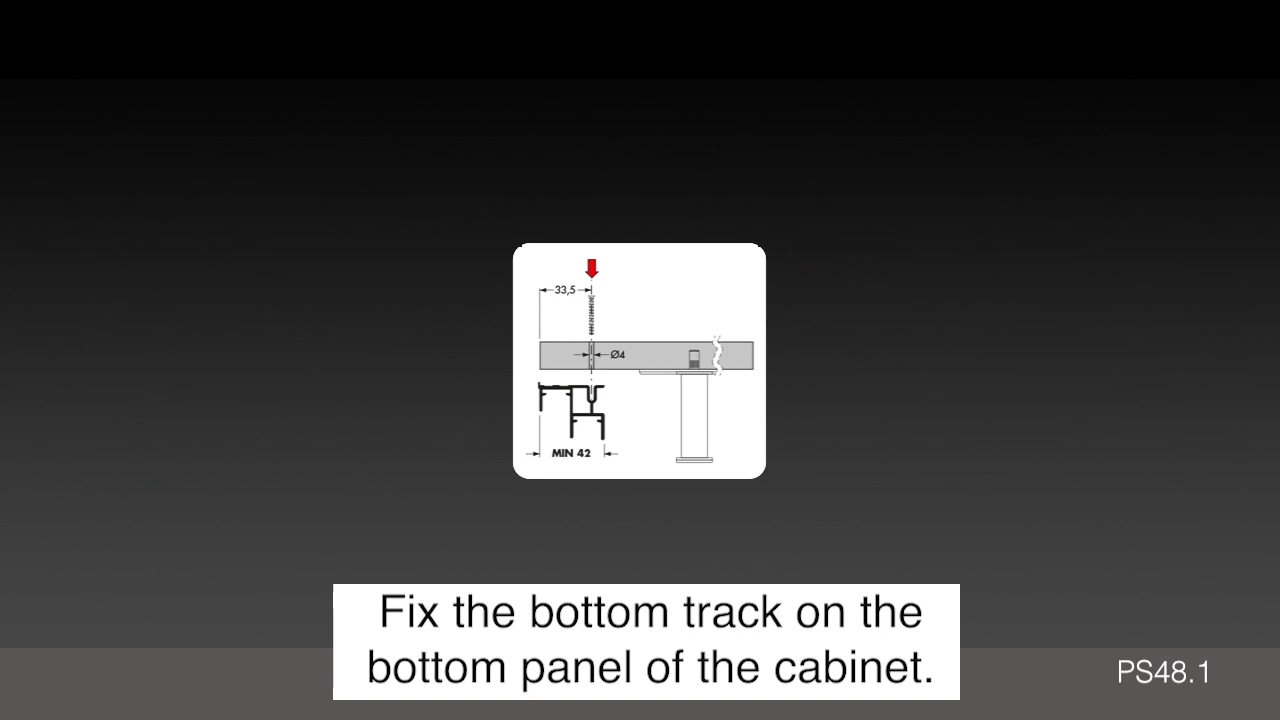 33,5
Ø4
MIN 42
Fix the bottom track on the
bottom panel of the cabinet.
PS48.1